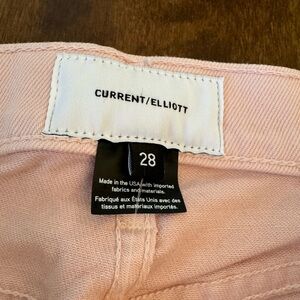 CURRENT/ELLIOTT
28
Made in the USA with imported
fabrics and materials.
Fabriqué aux États Unis avec des
tissus et matériaux importés.